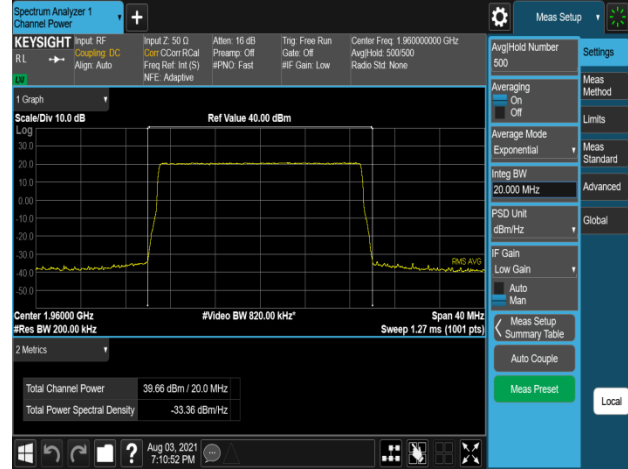 Spectrum Analyzer 1
Channel Power
+
Meas Setup
KEYSIGHT
Input: RF
Input Z: 50 Ω
Atten: 16 dB
Trig: Free Run
Center Freq: 1.960000000 GHz
RL
Coupling: DC
Corr CCorr RCal
Preamp: Off
Gate: Off
Avg|Hold: 500/500
Align: Auto
Freq Ref: Int (S)
#PNO: Fast
#IF Gain: Low
Radio Std: None
NFE: Adaptive
1 Graph
Scale/Div 10.0 dB
Ref Value 40.00 dBm
Log
30.0
20.0
10.0
0.00
-10.0
-20.0
-30.0
-40.0
-50.0
RMS AVG
Center 1.96000 GHz
#Video BW 820.00 kHz*
Span 40 MHz
#Res BW 200.00 kHz
Sweep 1.27 ms (1001 pts)
2 Metrics
Total Channel Power 39.66 dBm / 20.0 MHz
Total Power Spectral Density -33.36 dBm/Hz
?
Aug 03, 2021
7:10:52 PM
Avg|Hold Number
500
Averaging
On
Off
Average Mode
Exponential
Integ BW
20.000 MHz
PSD Unit
dBm/Hz
IF Gain
Low Gain
Auto
Man
Meas Setup
Summary Table
Auto Couple
Meas Preset
Settings
Meas
Method
Limits
Meas
Standard
Advanced
Global
Local